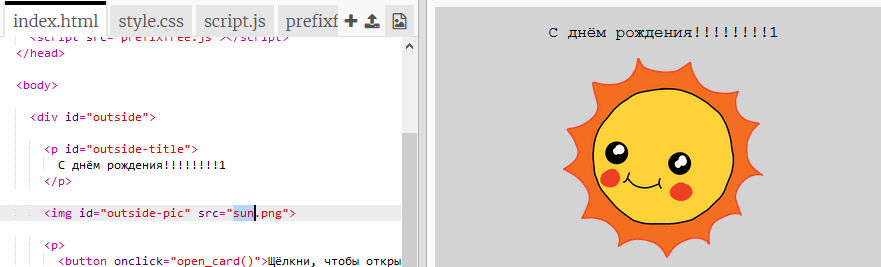 index.html style.css script.js prefixf
<script src="prefixfree.js"></script>
</head>
<body>
<div id="outside">
<p id="outside-title">
С днём рождения!!!!!!!!1
</p>
<img id="outside-pic" src="sun.png">
<p>
<button onclick="open_card()">Щёлкни, чтобы откры
С днём рождения!!!!!!!!1